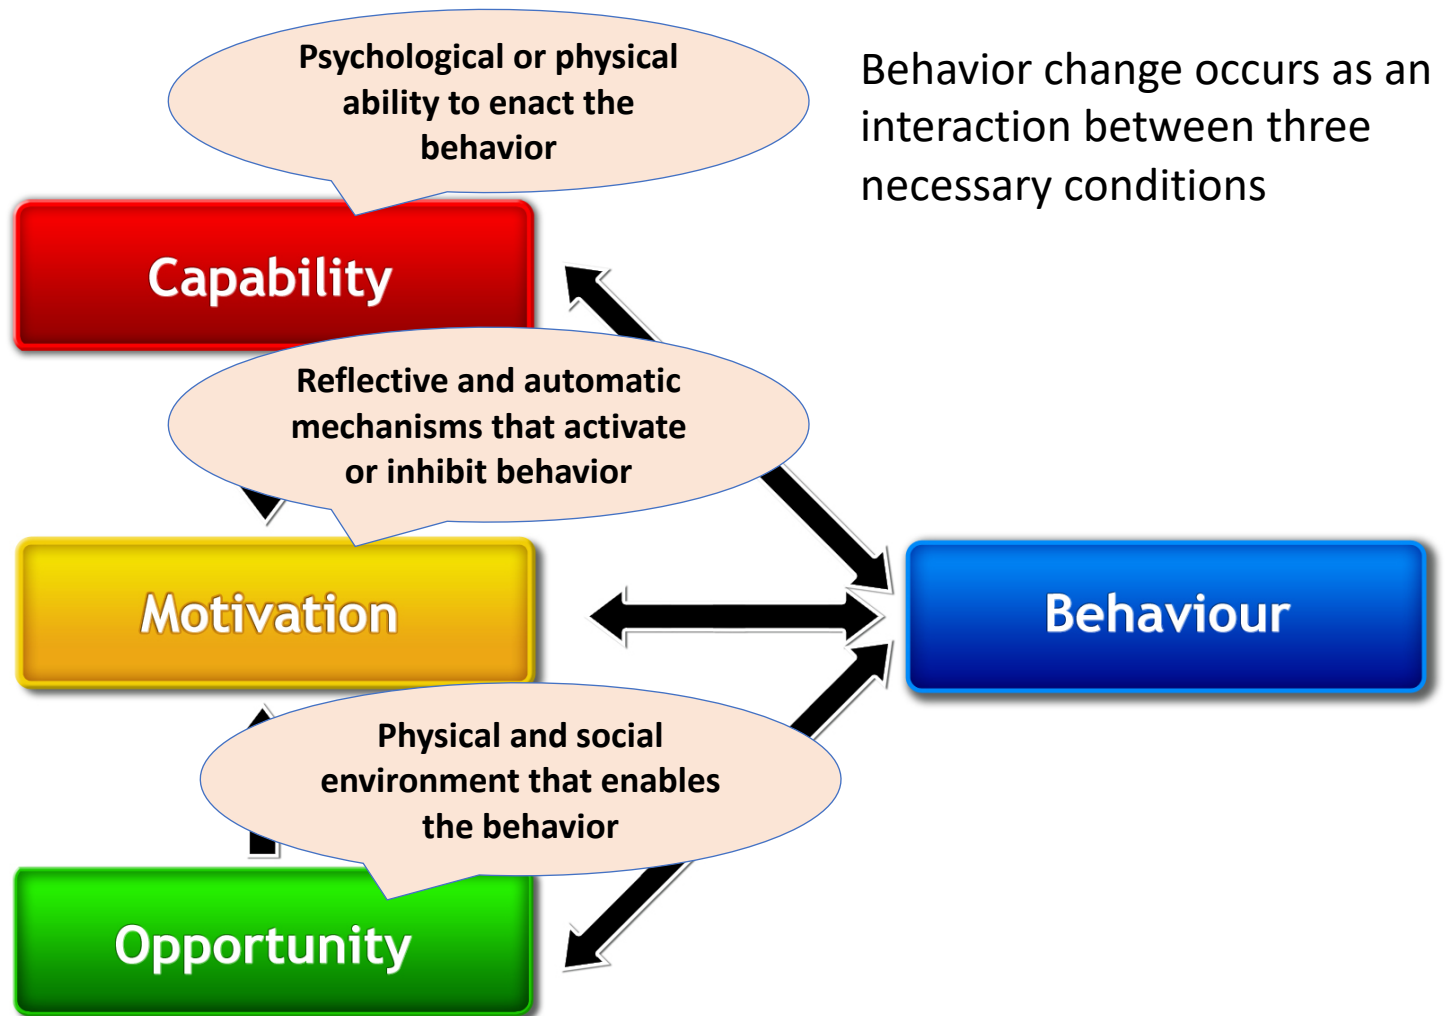 Psychological or physical
ability to enact the
behavior
Behavior change occurs as an
interaction between three
necessary conditions
Capability
Reflective and automatic
mechanisms that activate
or inhibit behavior
Motivation
Behaviour
Physical and social
environment that enables
the behavior
Opportunity